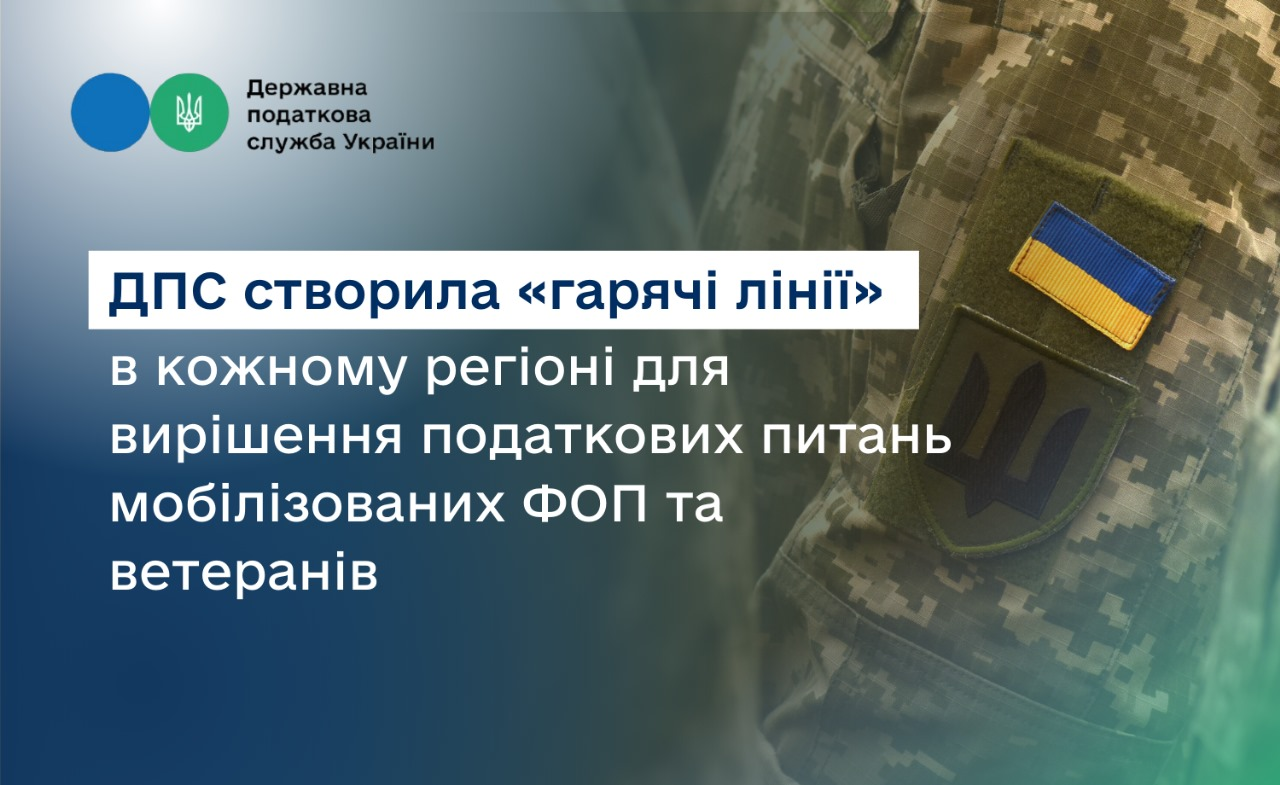 Державна
податкова
служба України
ДПС створила «гарячі лінії»
в кожному регіоні для
вирішення податкових питань
мобілізованих ФОП та
ветеранів